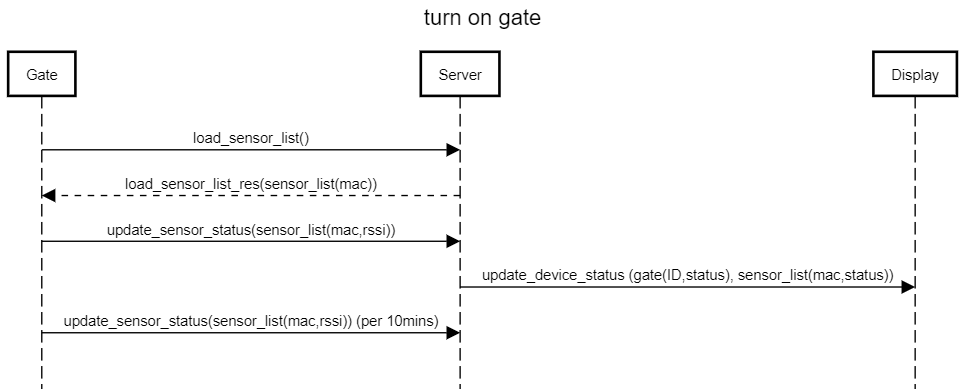 turn on gate
Gate
Server
Display
load_sensor_list()
load_sensor_list_res(sensor_list(mac))
update_sensor_status(sensor_list(mac,rssi))
update_device_status (gate(ID,status), sensor_list(mac,status))
update_sensor_status(sensor_list(mac,rssi)) (per 10mins)